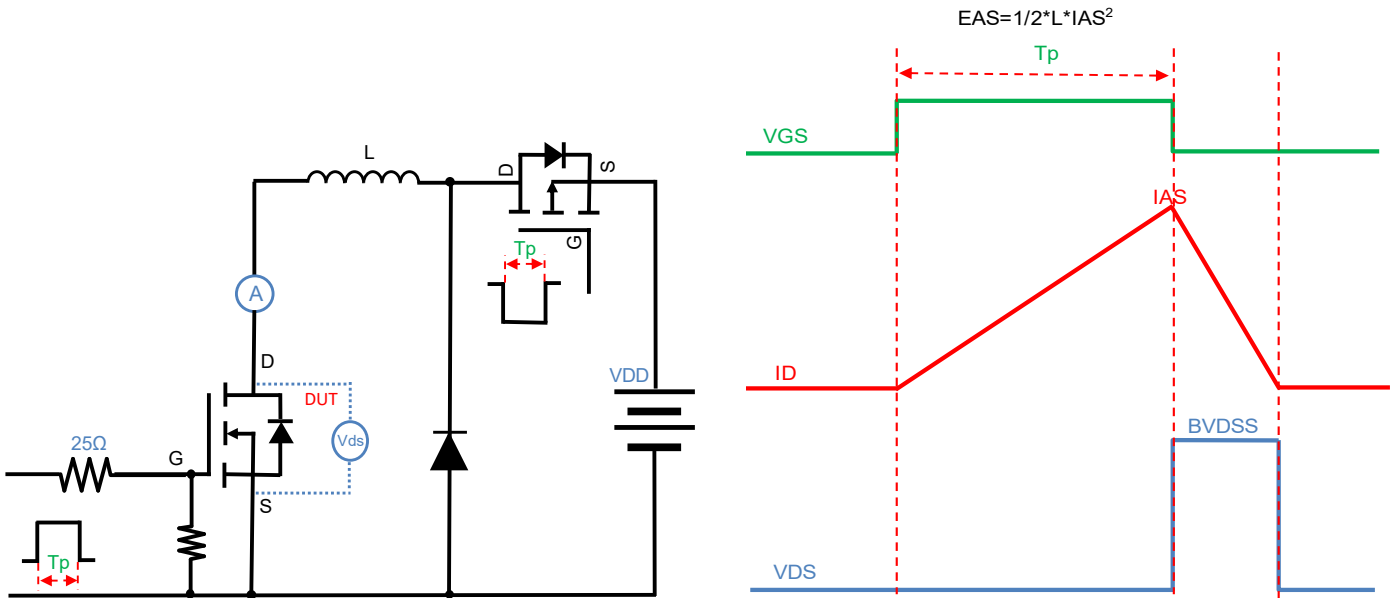 EAS=1/2*L*IAS²
Tp
VGS
L
D
S
G
Tp
IAS
A
D
DUT
Vds
VDD
ID
25Ω
G
S
BVDSS
Tp
VDS